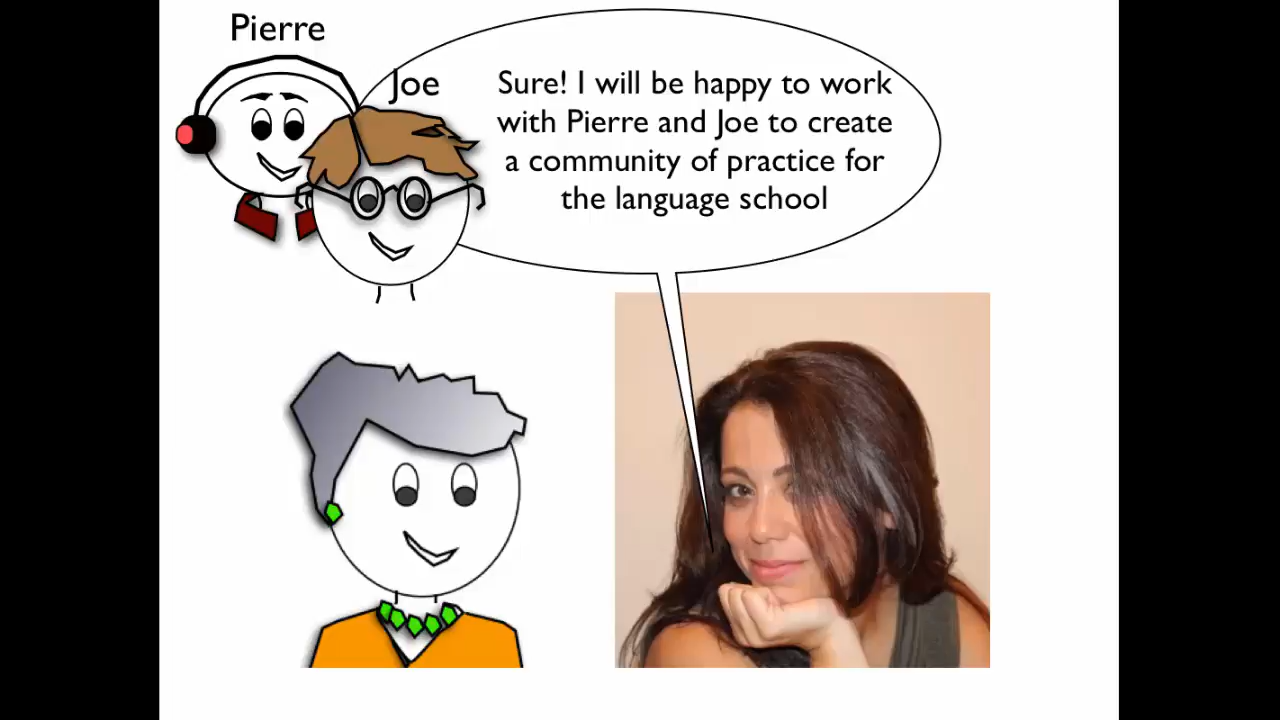 Pierre
Joe
Sure! I will be happy to work
with Pierre and Joe to create
a community of practice for
the language school